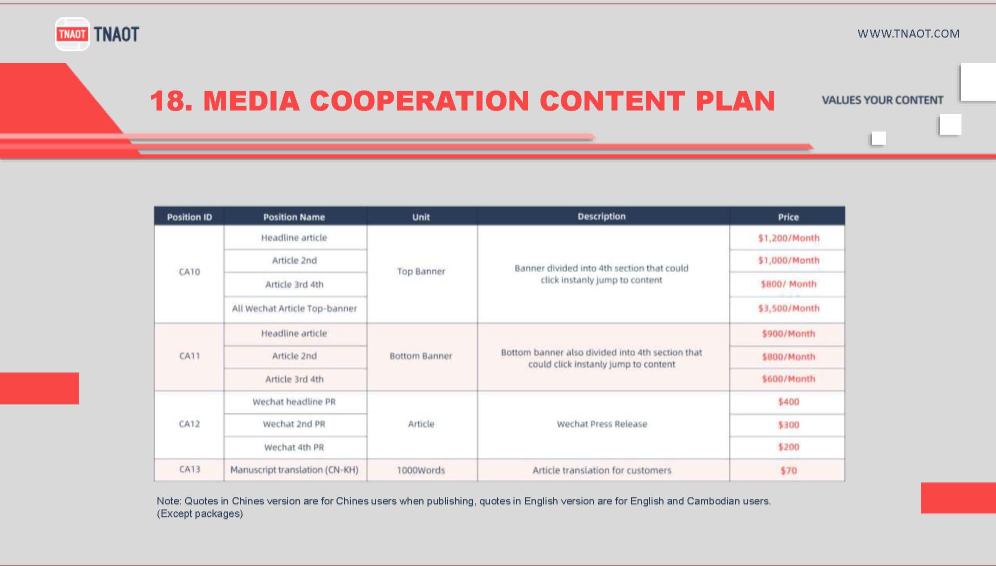 TNAOT TNAOT
WWW.TNAOT.COM
18. MEDIA COOPERATION CONTENT PLAN
VALUES YOUR CONTENT
Position ID Position Name Unit Description Price
CA10 Top Banner Banner divided into 4th section that could
click instanly jump to content
Headline article $1,200/Month
Article 2nd $1,000/Month
Article 3rd 4th $800/ Month
All Wechat Article Top-banner $3,500/Month
CA11 Bottom Banner Bottom banner also divided into 4th section that
could click instanly jump to content
Headline article $900/Month
Article 2nd $800/Month
Article 3rd 4th $600/Month
CA12 Article Wechat Press Release
Wechat headline PR $400
Wechat 2nd PR $300
Wechat 4th PR $200
CA13 Manuscript translation (CN-KH) 1000Words Article translation for customers $70
Note: Quotes in Chines version are for Chines users when publishing, quotes in English version are for English and Cambodian users.
(Except packages)